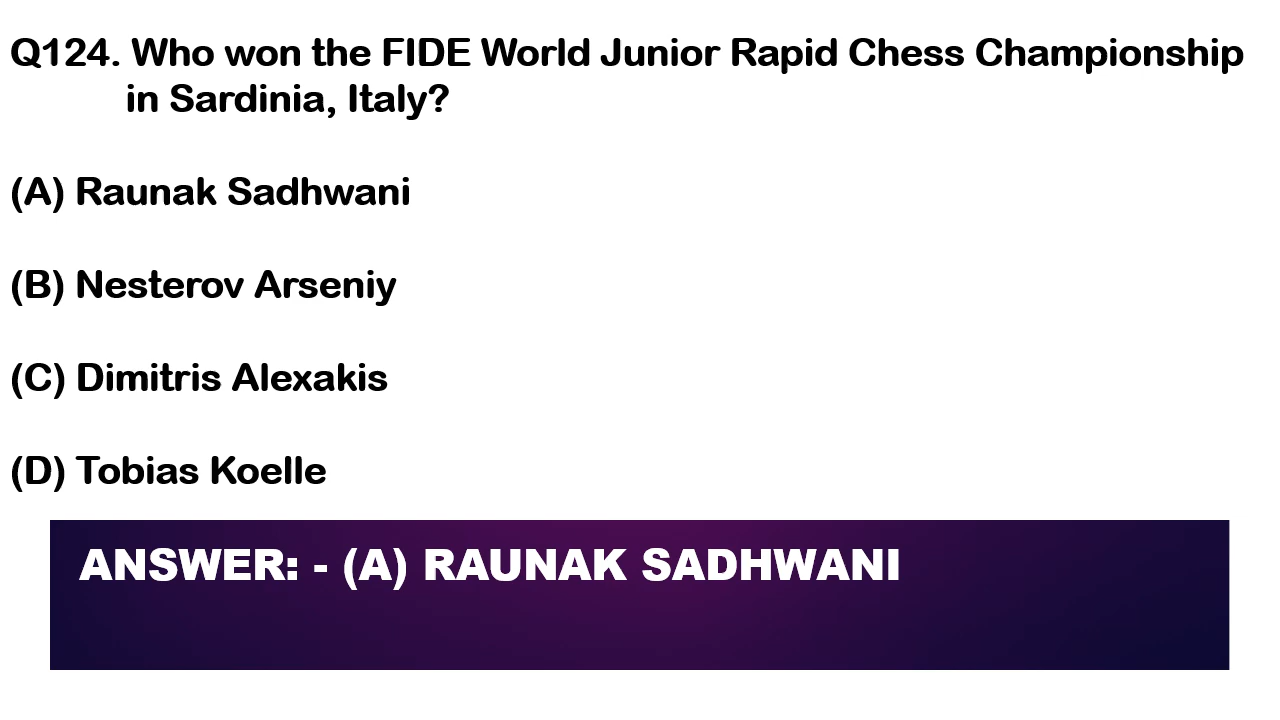 Q124. Who won the FIDE World Junior Rapid Chess Championship
in Sardinia, Italy?
(A) Raunak Sadhwani
(B) Nesterov Arseniy
(C) Dimitris Alexakis
(D) Tobias Koelle
ANSWER: - (A) RAUNAK SADHWANI